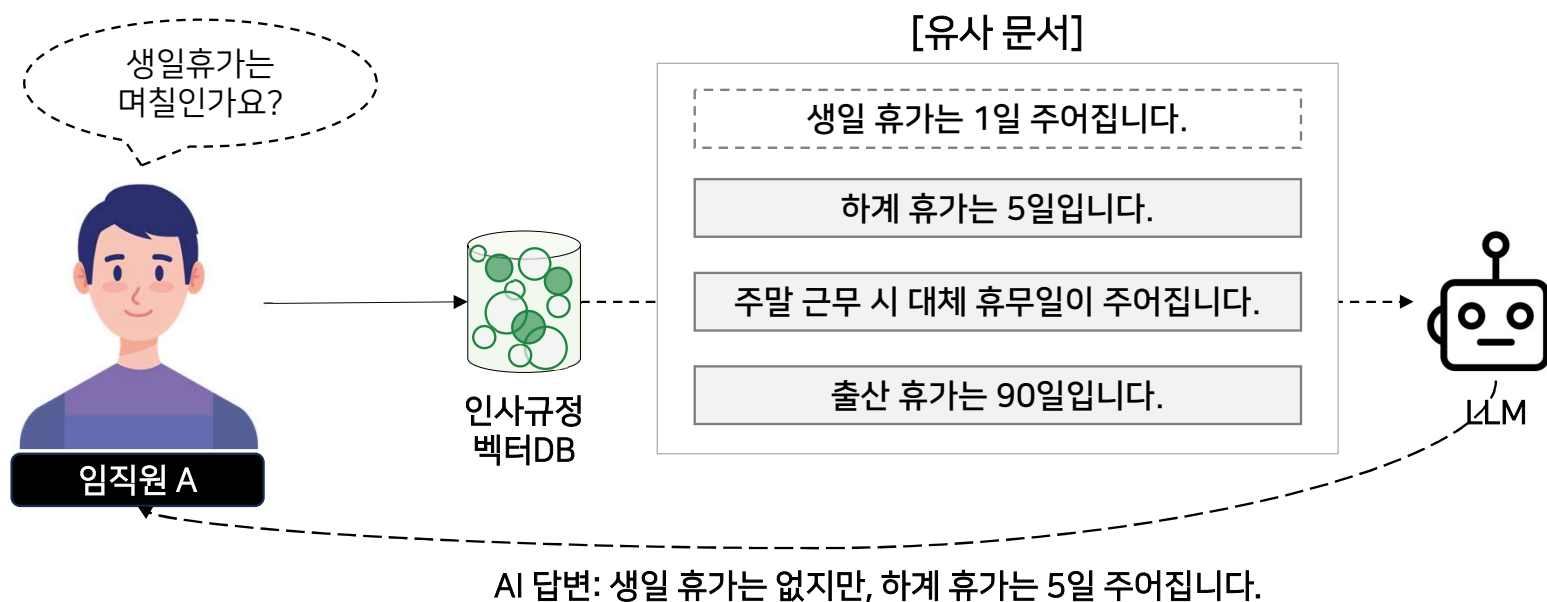 [유사 문서]
생일휴가는
며칠인가요?
생일 휴가는 1일 주어집니다.
하계 휴가는 5일입니다.
주말 근무 시 대체 휴무일이 주어집니다.
출산 휴가는 90일입니다.
인사규정
벡터DB
LLM
임직원 A
AI 답변: 생일 휴가는 없지만, 하계 휴가는 5일 주어집니다.